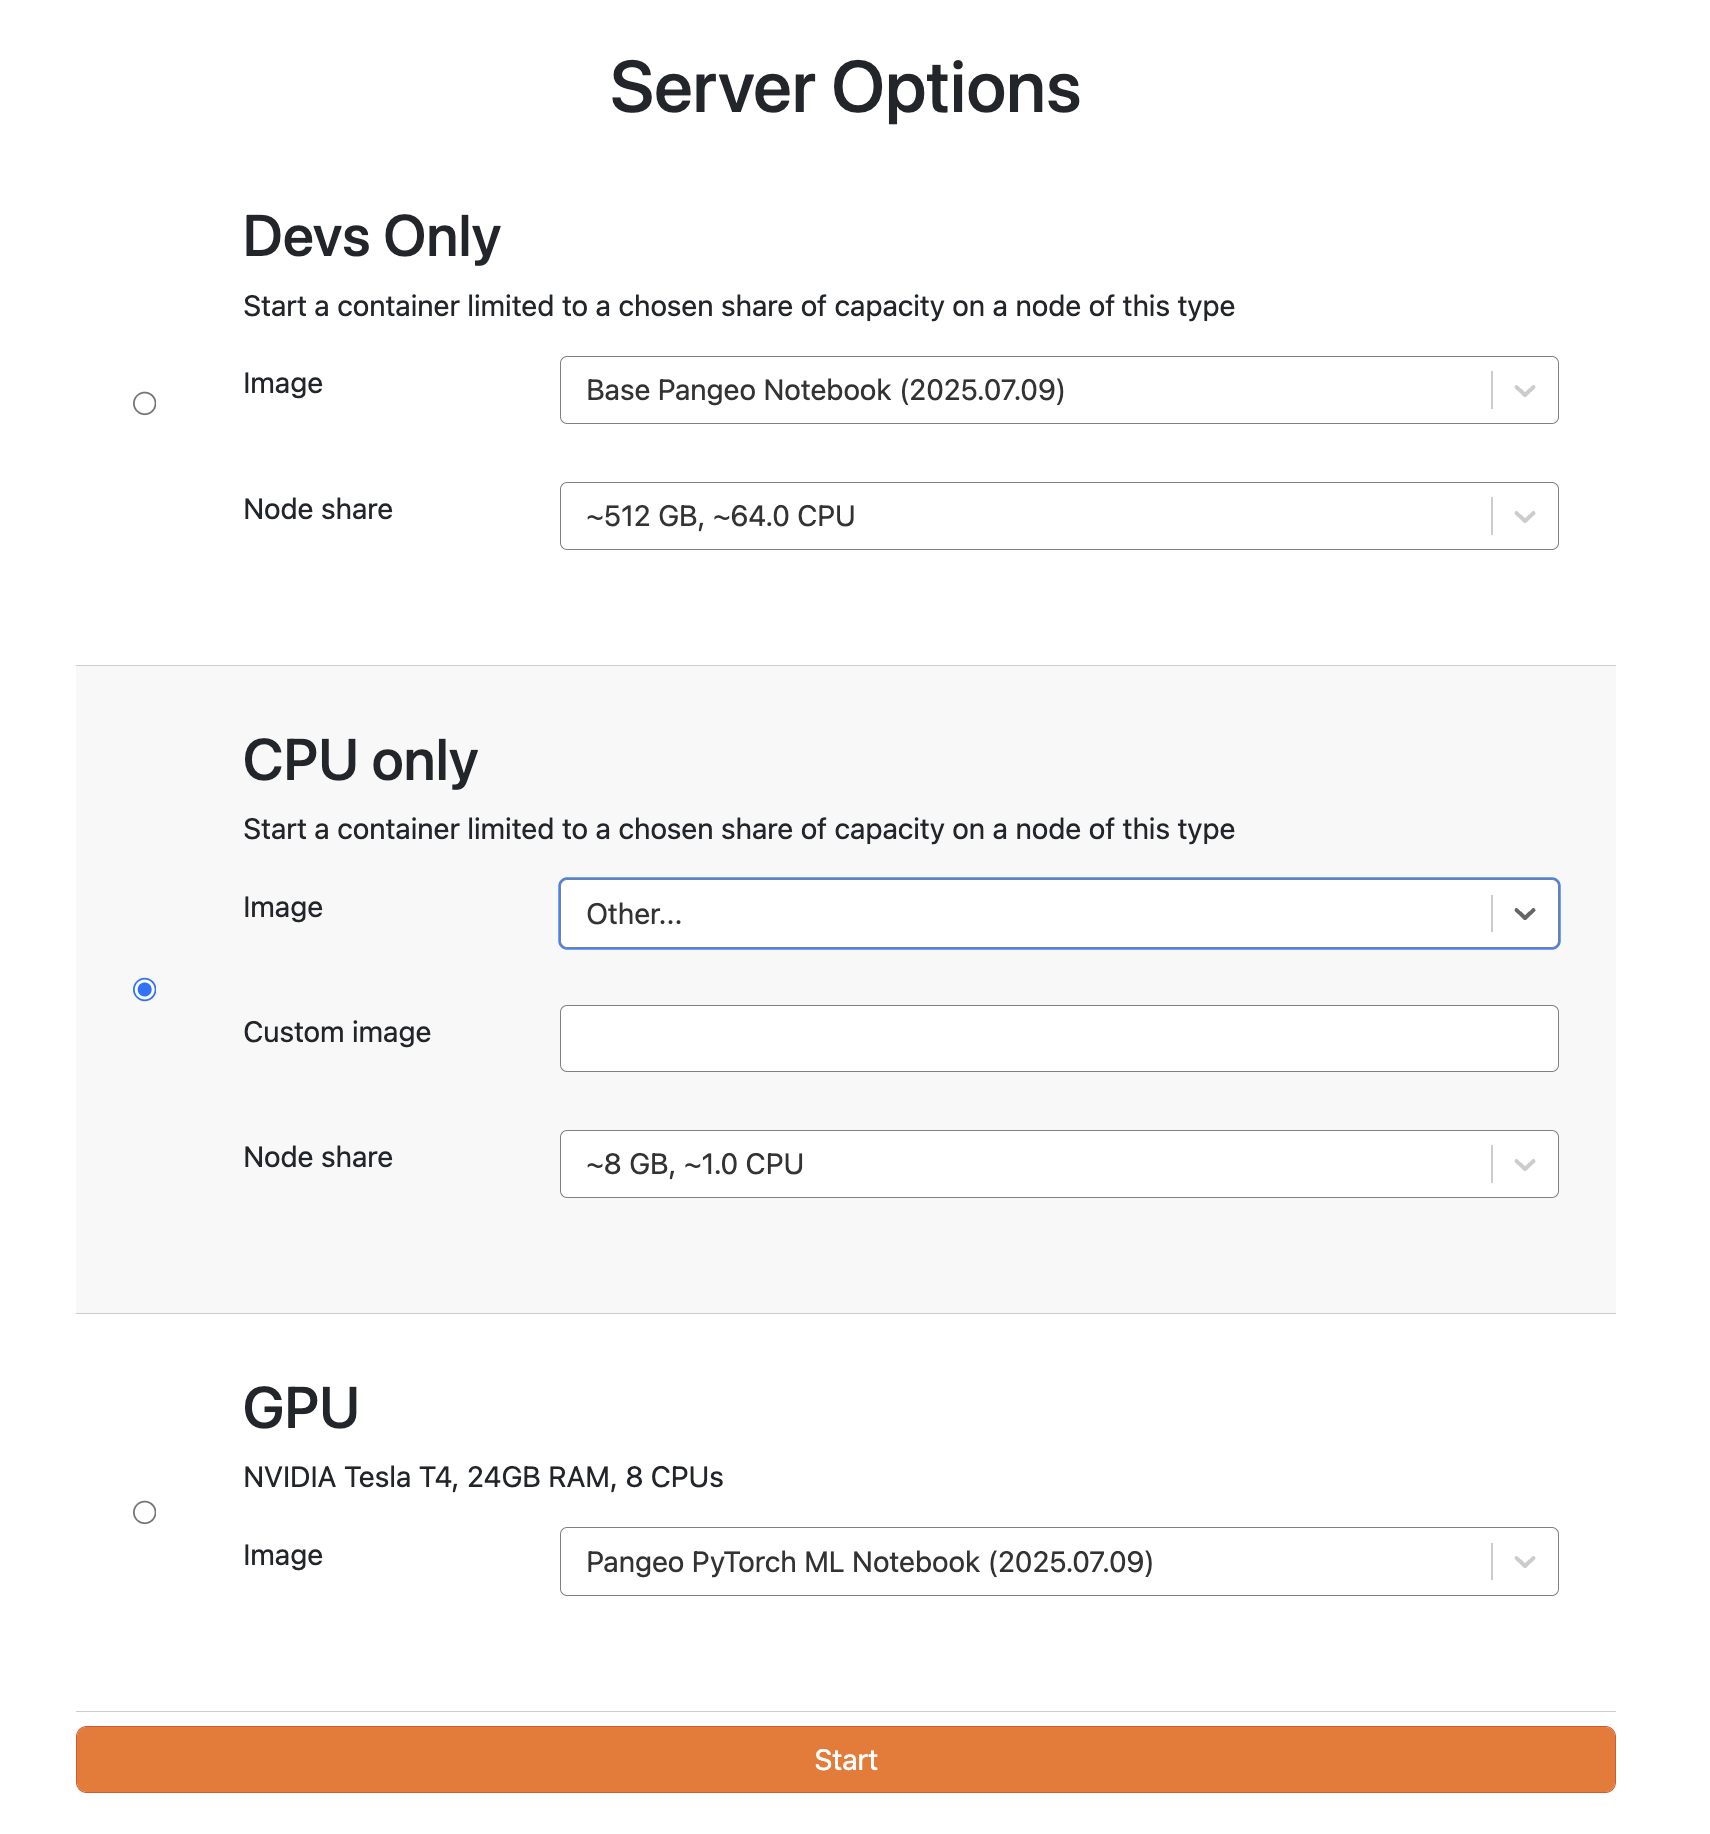 Server Options
Devs Only
Start a container limited to a chosen share of capacity on a node of this type
Image
Base Pangeo Notebook (2025.07.09)
Node share
~512 GB, ~64.0 CPU
CPU only
Start a container limited to a chosen share of capacity on a node of this type
Image
Other...
Custom image
Node share
~8 GB, ~1.0 CPU
GPU
NVIDIA Tesla T4, 24GB RAM, 8 CPUs
Image
Pangeo PyTorch ML Notebook (2025.07.09)
Start